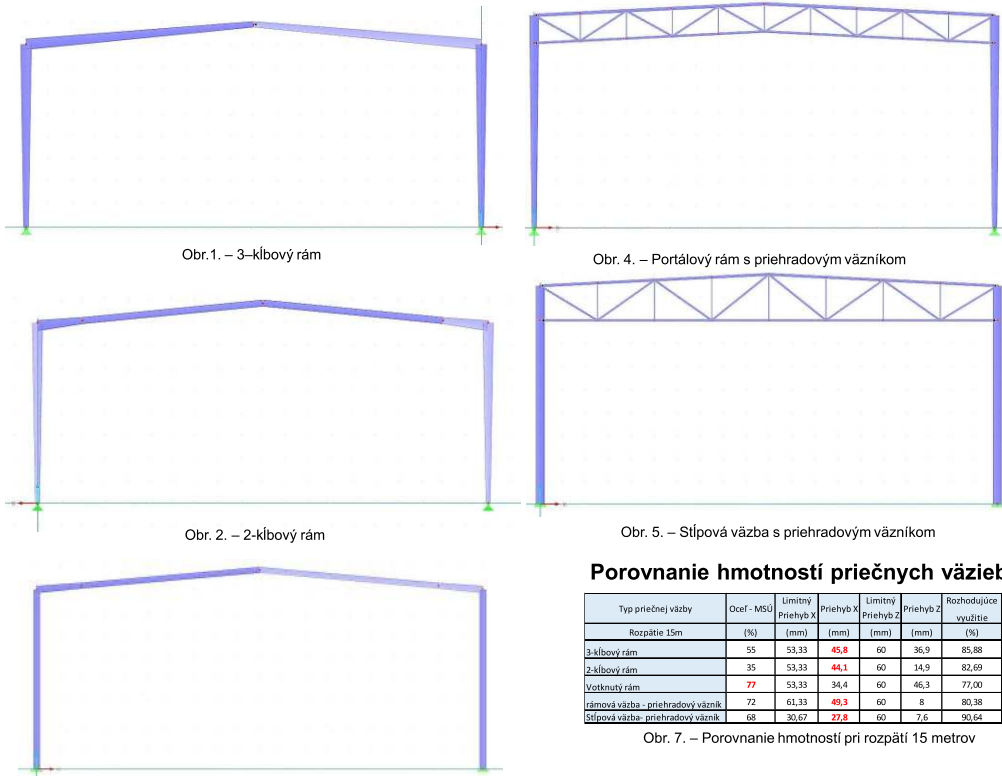 Obr.1. – 3–kĺbový rám
Obr. 2. – 2-kĺbový rám
Obr. 4. – Portálový rám s priehradovým väzníkom
Obr. 5. – Stĺpová väzba s priehradovým väzníkom
Porovnanie hmotností priečnych väzieb
Typ priečnej väzby Oceľ - MSÚ Limitný Priehyb X Priehyb X Limitný Priehyb Z Priehyb Z Rozhodujúce využitie
Rozpätie 15m (%) (mm) (mm) (mm) (mm) (%)
3-kĺbový rám 55 53,33 45,8 60 36,9 85,88
2-kĺbový rám 35 53,33 44,1 60 14,9 82,69
Votknutý rám 77 53,33 34,4 60 46,3 77,00
rámová väzba - priehradový väzník 72 61,33 49,3 60 8 80,38
Stĺpová väzba- priehradový väzník 68 30,67 27,8 60 7,6 90,64
Obr. 7. – Porovnanie hmotností pri rozpätí 15 metrov